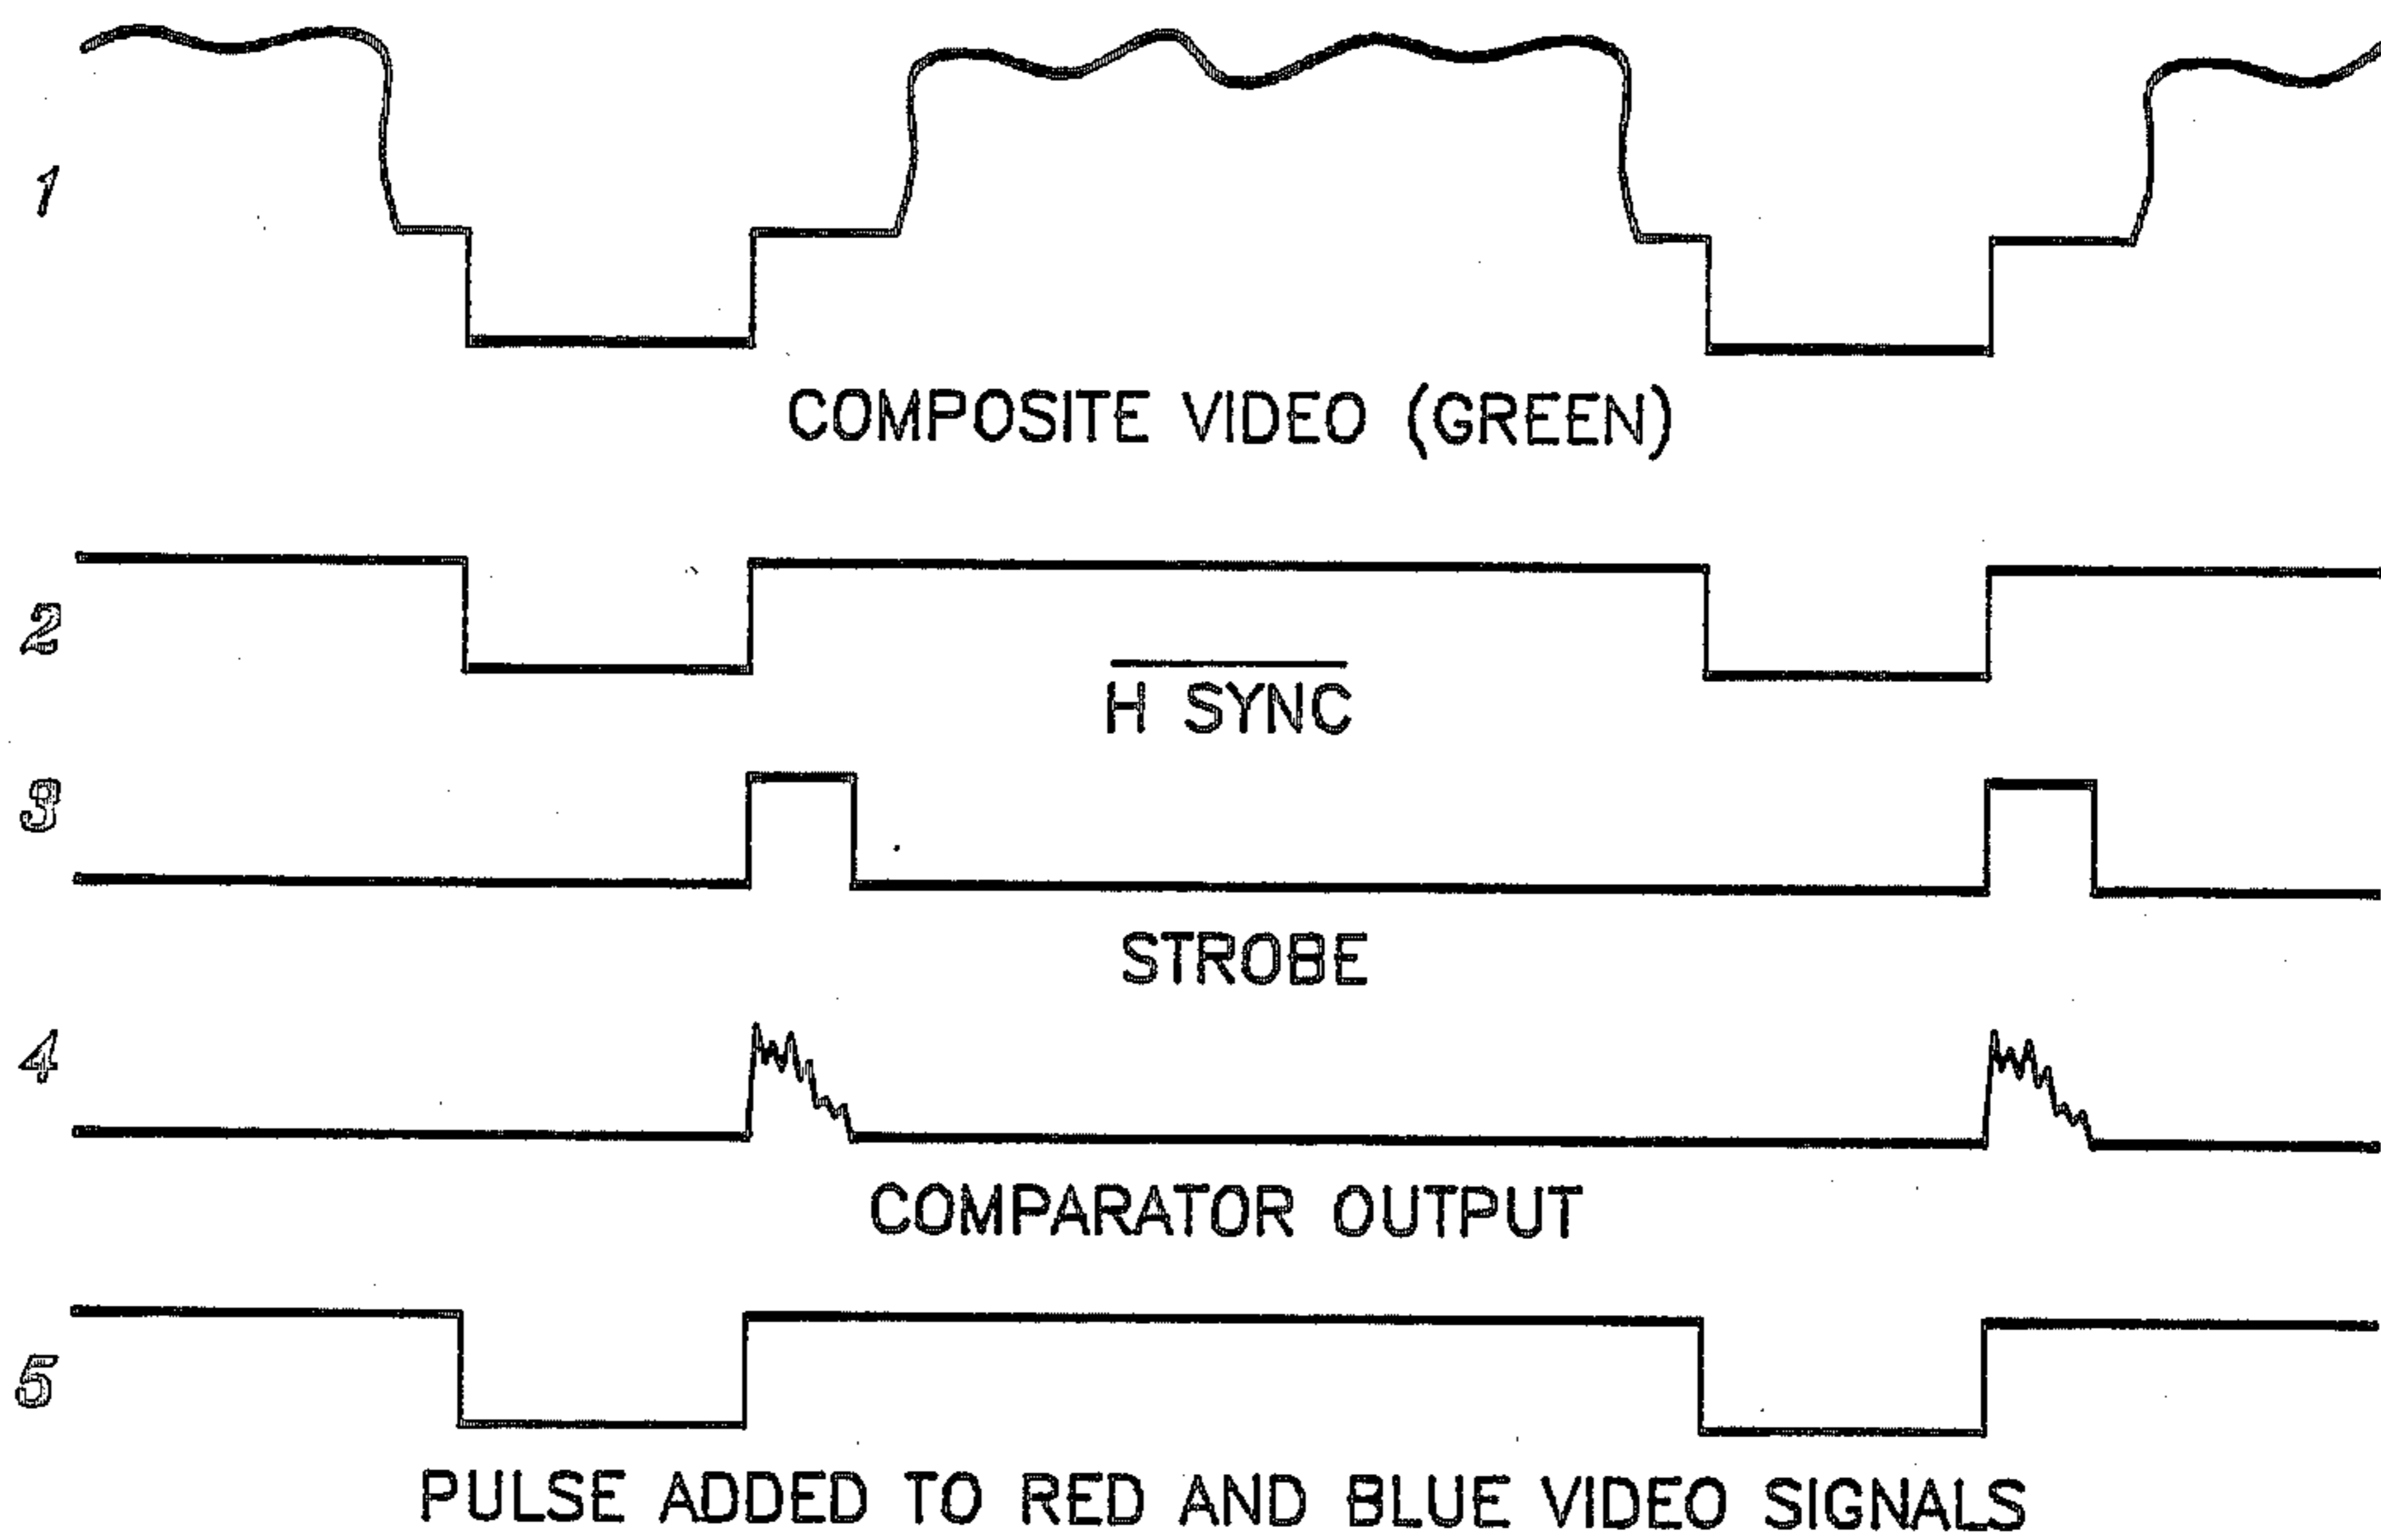 1
COMPOSITE VIDEO (GREEN)
2
H SYNC
3
STROBE
4
COMPARATOR OUTPUT
5
PULSE ADDED TO RED AND BLUE VIDEO SIGNALS